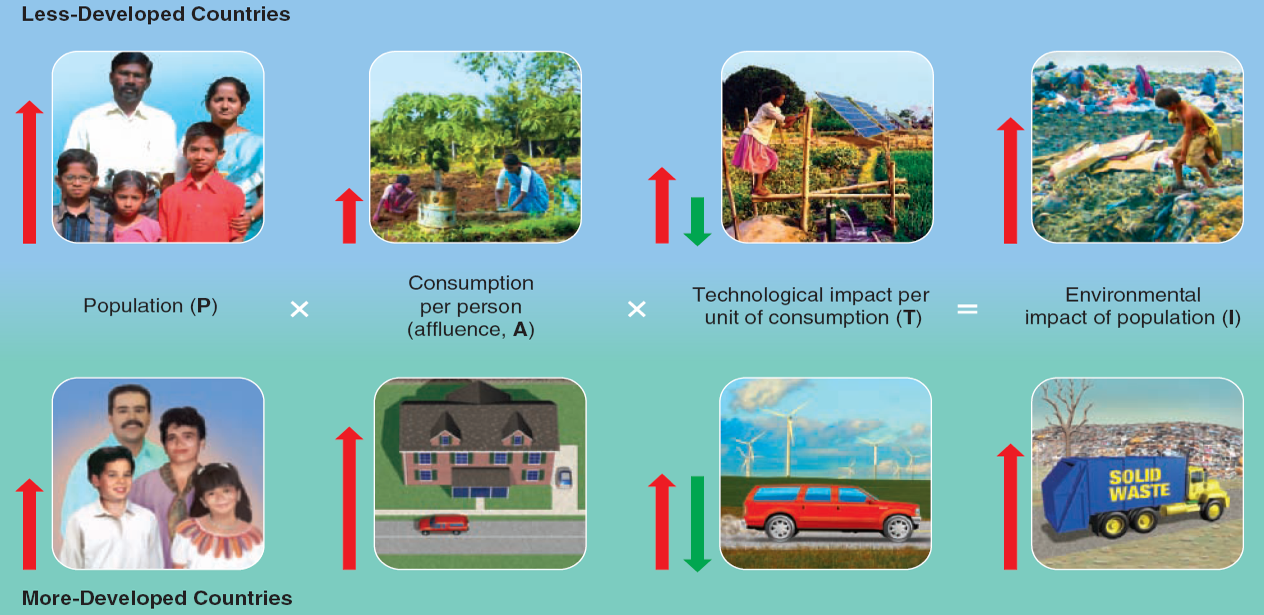 Less-Developed Countries
Population (P)
×
Consumption
per person
(affluence, A)
×
Technological impact per
unit of consumption (T)
=
Environmental
impact of population (I)
SOLID
WASTE
More-Developed Countries